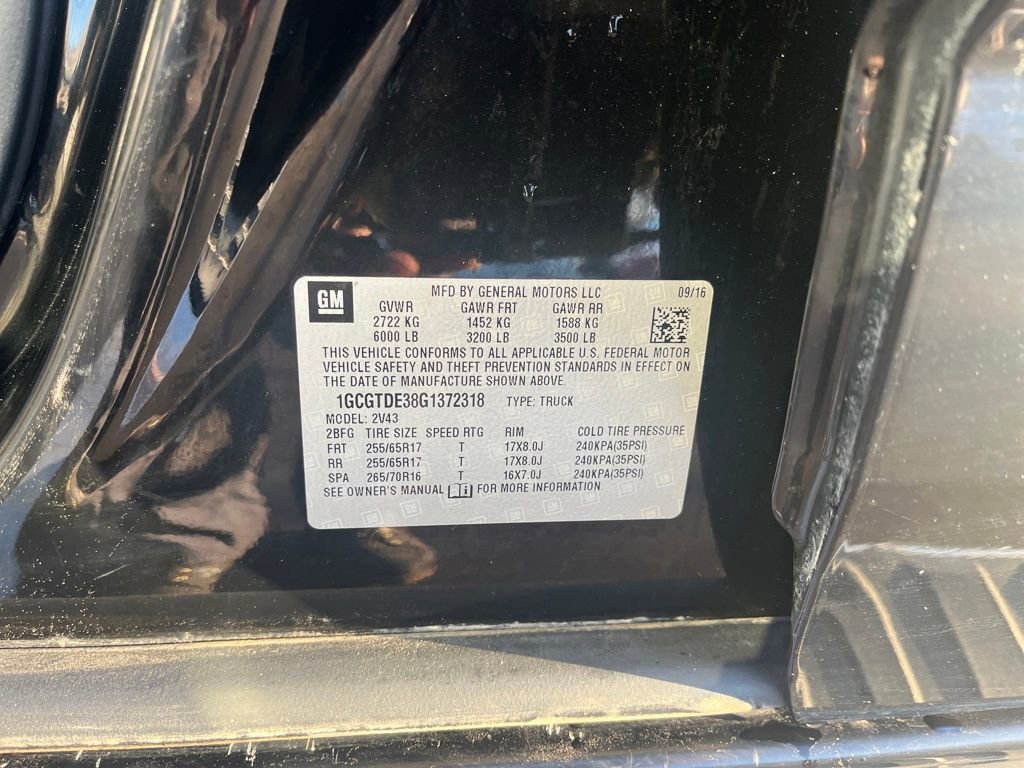 GM MFD BY GENERAL MOTORS LLC 09/16
GVWR GAWR FRT GAWR RR
2722 KG 1452 KG 1588 KG
6000 LB 3200 LB 3500 LB
THIS VEHICLE CONFORMS TO ALL APPLICABLE U.S. FEDERAL MOTOR
VEHICLE SAFETY AND THEFT PREVENTION STANDARDS IN EFFECT ON
THE DATE OF MANUFACTURE SHOWN ABOVE.
1GCGTDE38G1372318 TYPE: TRUCK
MODEL: 2V43
2BFG TIRE SIZE SPEED RTG RIM COLD TIRE PRESSURE
FRT 255/65R17 T 17X8.0J 240KPA(35PSI)
RR 255/65R17 T 17X8.0J 240KPA(35PSI)
SPA 265/70R16 T 16X7.0J 240KPA(35PSI)
SEE OWNER'S MANUAL FOR MORE INFORMATION